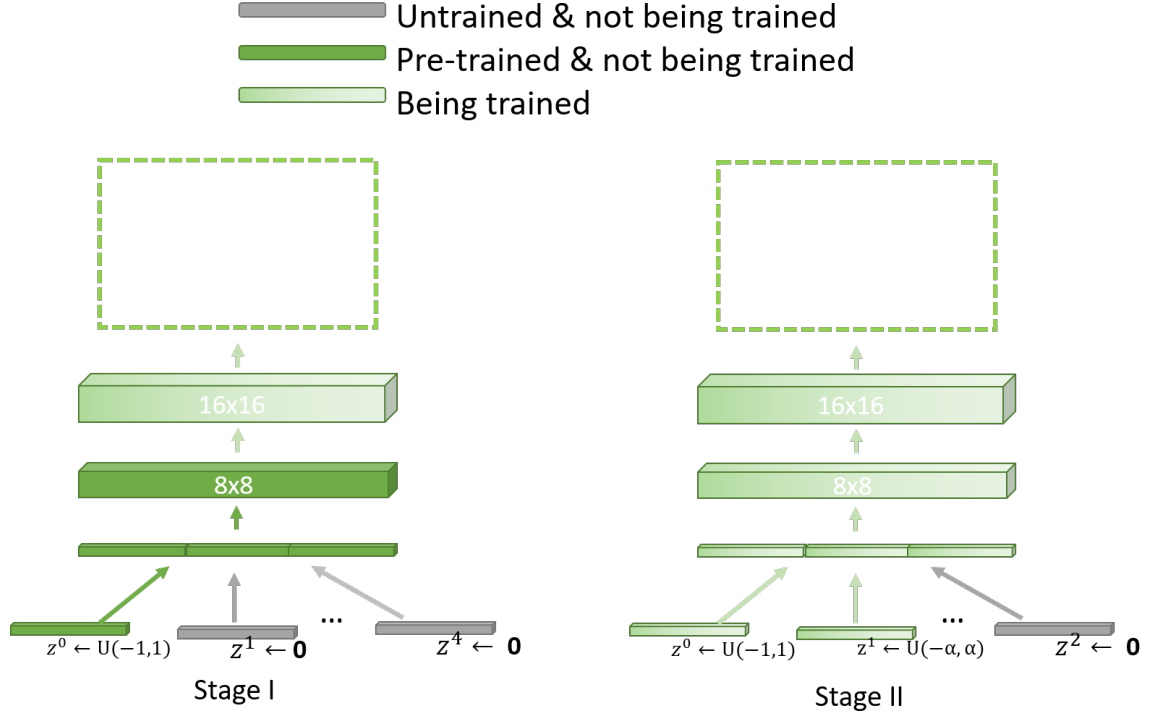 Untrained & not being trained
Pre-trained & not being trained
Being trained
16x16
8x8
...
z⁰ ← U(−1,1)
z¹ ← 0
z⁴ ← 0
Stage I
16x16
8x8
...
z⁰ ← U(−1,1)
z¹ ← U(−α, α)
z² ← 0
Stage II